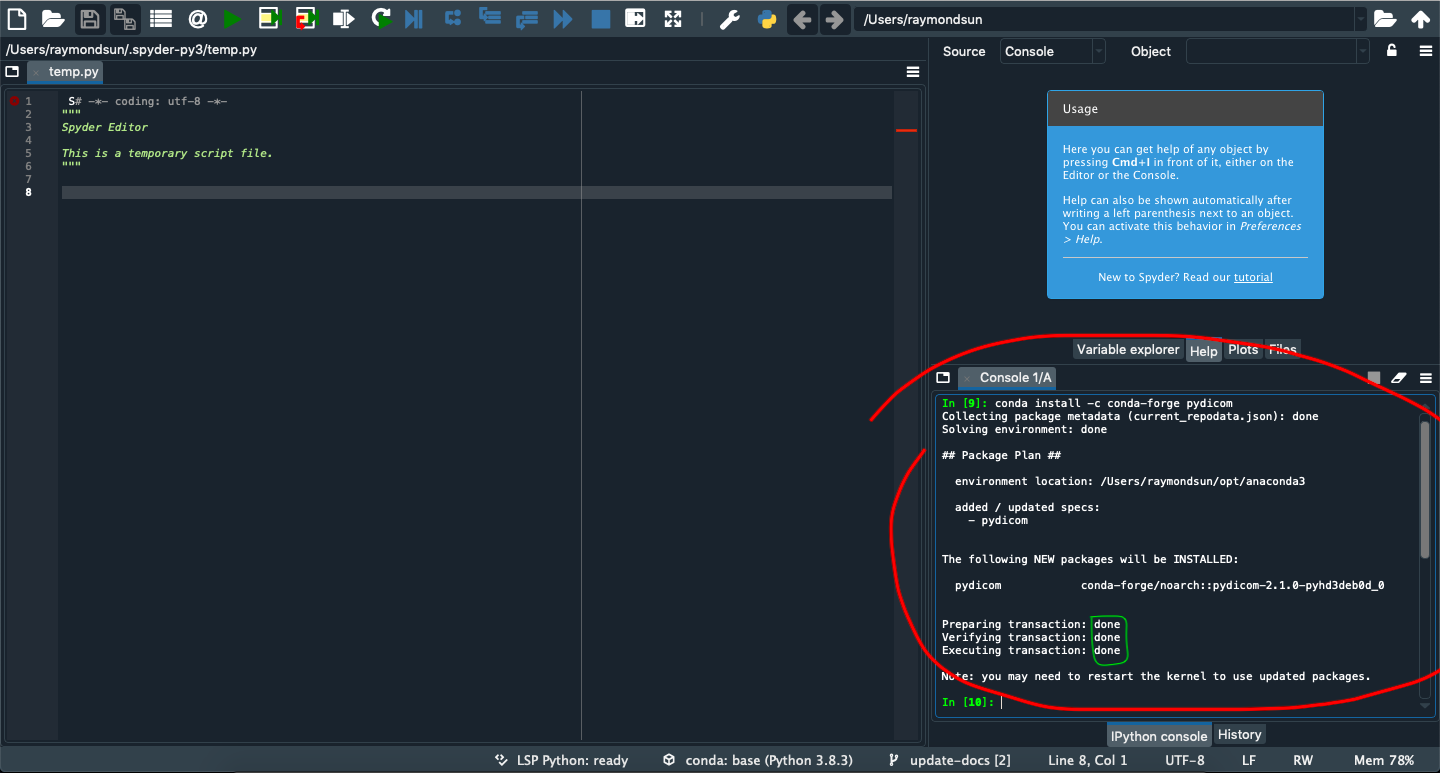 /Users/raymondsun
/Users/raymondsun/.spyder-py3/temp.py
temp.py
1 S# -*- coding: utf-8 -*-
2 """
3 Spyder Editor
4
5 This is a temporary script file.
6 """
7
8
Source Console Object
Usage
Here you can get help of any object by
pressing Cmd+I in front of it, either on the
Editor or the Console.
Help can also be shown automatically after
writing a left parenthesis next to an object.
You can activate this behavior in Preferences
> Help.
New to Spyder? Read our tutorial
Variable explorer Help Plots Files
Console 1/A
In [9]: conda install -c conda-forge pydicom
Collecting package metadata (current_repodata.json): done
Solving environment: done
## Package Plan ##
environment location: /Users/raymondsun/opt/anaconda3
added / updated specs:
- pydicom
The following NEW packages will be INSTALLED:
pydicom conda-forge/noarch::pydicom-2.1.0-pyhd3deb0d_0
Preparing transaction: done
Verifying transaction: done
Executing transaction: done
Note: you may need to restart the kernel to use updated packages.
In [10]:
IPython console History
LSP Python: ready conda: base (Python 3.8.3) update-docs [2] Line 8, Col 1 UTF-8 LF RW Mem 78%